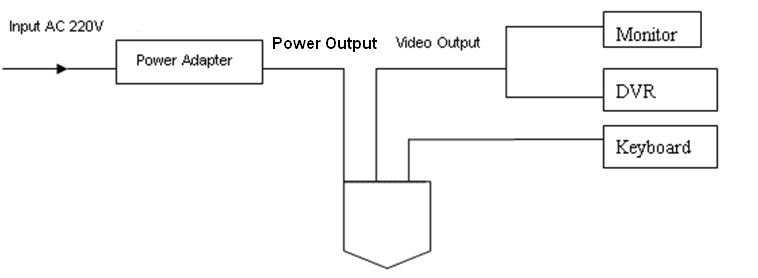 Input AC 220V
Power Adapter
Power Output
Video Output
Monitor
DVR
Keyboard